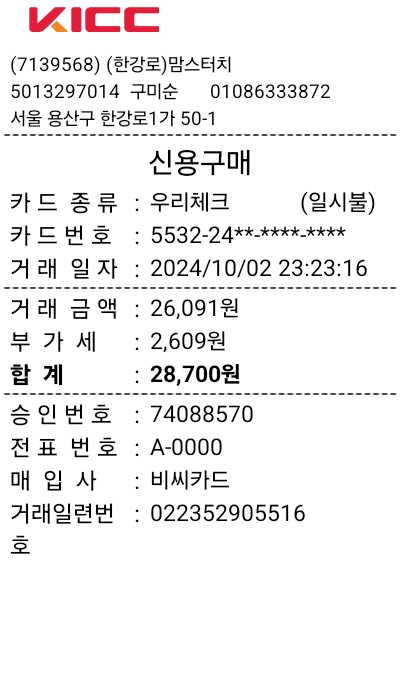 KICC
(7139568) (한강로)맘스터치
5013297014 구미순 01086333872
서울 용산구 한강로1가 50-1
신용구매
카 드 종 류 : 우리체크 (일시불)
카 드 번 호 : 5532-24**-****-****
거 래 일 자 : 2024/10/02 23:23:16
거 래 금 액 : 26,091원
부 가 세 : 2,609원
합 계 : 28,700원
승 인 번 호 : 74088570
전 표 번 호 : A-0000
매 입 사 : 비씨카드
거래일련번 : 022352905516
호